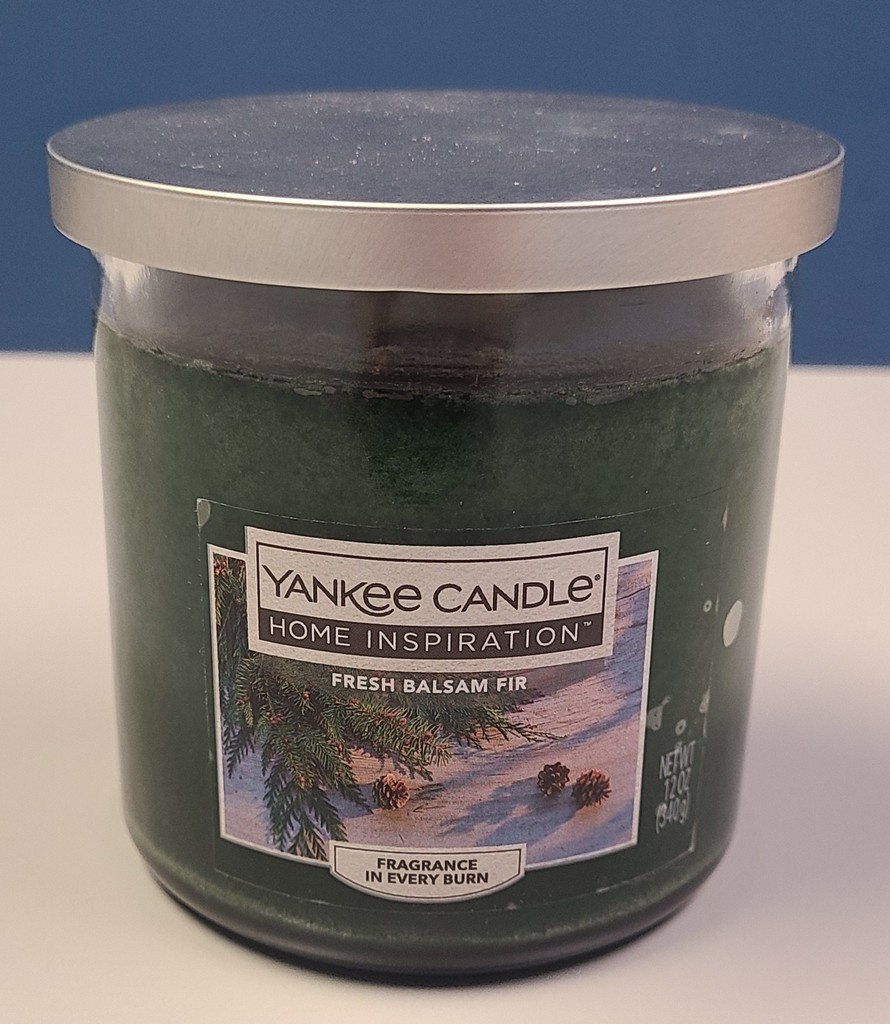 YANKEE CANDLE®
HOME INSPIRATION™
FRESH BALSAM FIR
NET WT
12 OZ
(340g)
FRAGRANCE
IN EVERY BURN